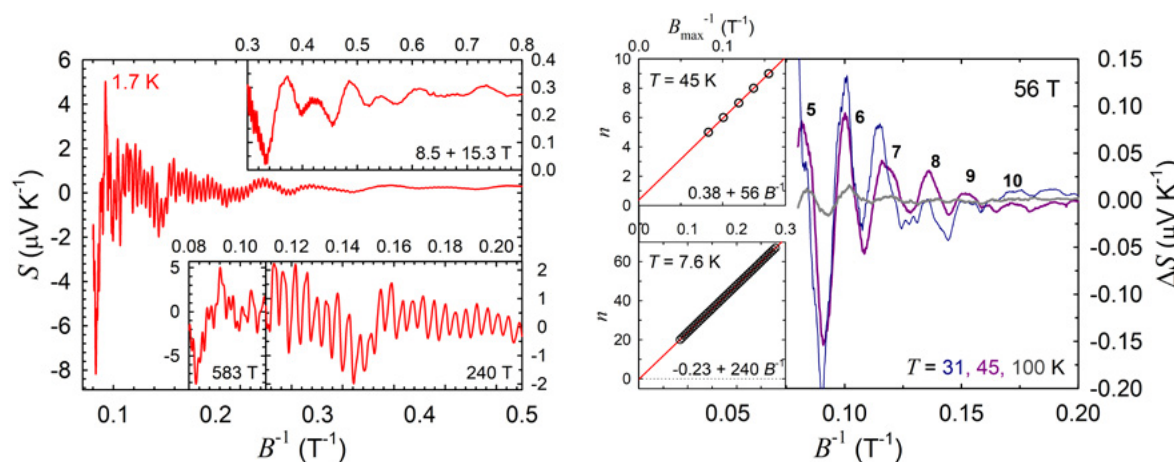 0.3 0.4 0.5 0.6 0.7 0.8
6
4
2
0
-2
-4
-6
-8
S (μV K⁻¹)
1.7 K
0.4
0.3
0.2
0.1
0.0
8.5 + 15.3 T
0.08 0.10 0.12 0.14 0.16 0.18 0.20
5
0
-5
583 T
240 T
2
1
0
-1
-2
0.1 0.2 0.3 0.4 0.5
B⁻¹ (T⁻¹)
Bmax⁻¹ (T⁻¹)
0.0 0.1
10
8
6
4
2
0
n
T = 45 K
0.38 + 56 B⁻¹
0.0 0.1 0.2 0.3
60
40
20
0
n
T = 7.6 K
-0.23 + 240 B⁻¹
56 T
5 6 7 8 9 10
T = 31, 45, 100 K
0.15
0.10
0.05
0.00
-0.05
-0.10
-0.15
-0.20
ΔS (μV K⁻¹)
0.05 0.10 0.15 0.20
B⁻¹ (T⁻¹)